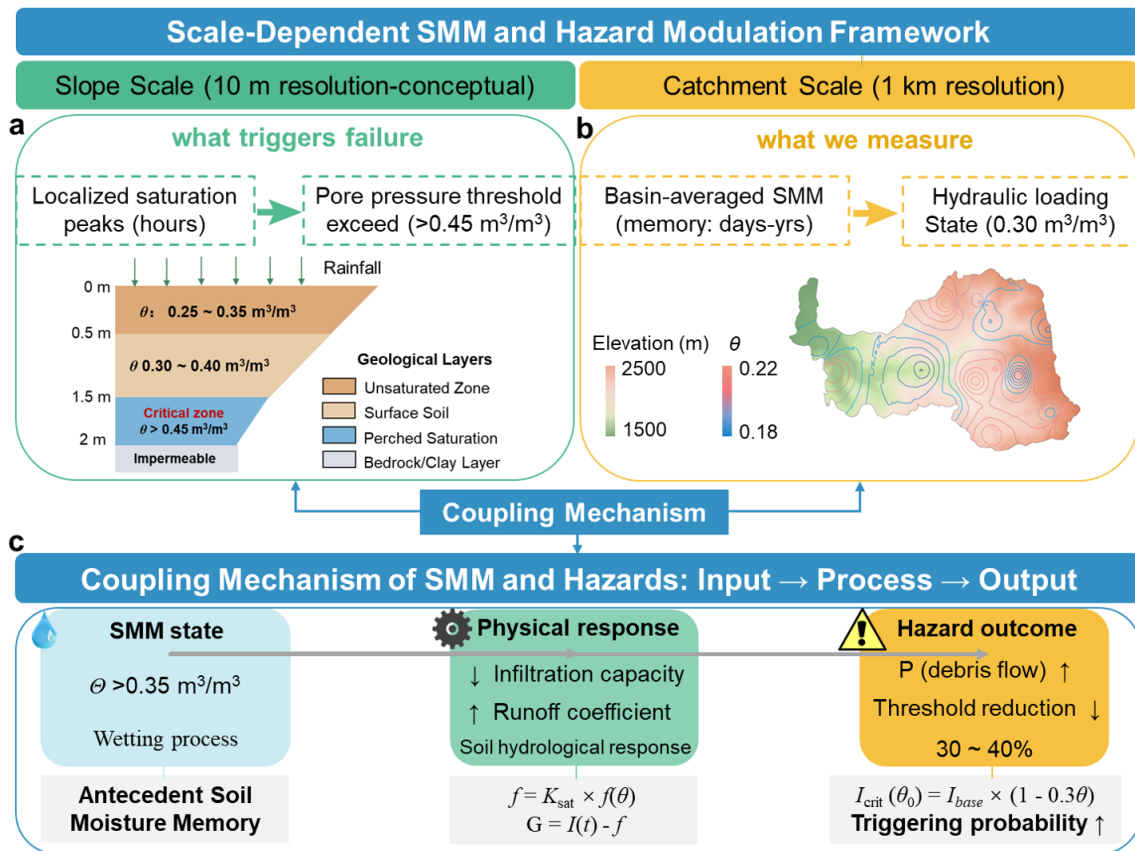 Scale-Dependent SMM and Hazard Modulation Framework
Slope Scale (10 m resolution-conceptual)
Catchment Scale (1 km resolution)
a
what triggers failure
Localized saturation
peaks (hours)
Pore pressure threshold
exceed (>0.45 m³/m³)
Rainfall
0 m
θ: 0.25 ~ 0.35 m³/m³
0.5 m
θ 0.30 ~ 0.40 m³/m³
1.5 m
Critical zone
θ > 0.45 m³/m³
2 m
Impermeable
Geological Layers
Unsaturated Zone
Surface Soil
Perched Saturation
Bedrock/Clay Layer
b
what we measure
Basin-averaged SMM
(memory: days-yrs)
Hydraulic loading
State (0.30 m³/m³)
Elevation (m)
2500
1500
θ
0.22
0.18
Coupling Mechanism
c
Coupling Mechanism of SMM and Hazards: Input → Process → Output
SMM state
Θ >0.35 m³/m³
Wetting process
Antecedent Soil
Moisture Memory
Physical response
↓ Infiltration capacity
↑ Runoff coefficient
Soil hydrological response
f = K_sat × f(θ)
G = I(t) - f
Hazard outcome
P (debris flow) ↑
Threshold reduction ↓
30 ~ 40%
I_crit (θ₀) = I_base × (1 - 0.3θ)
Triggering probability ↑